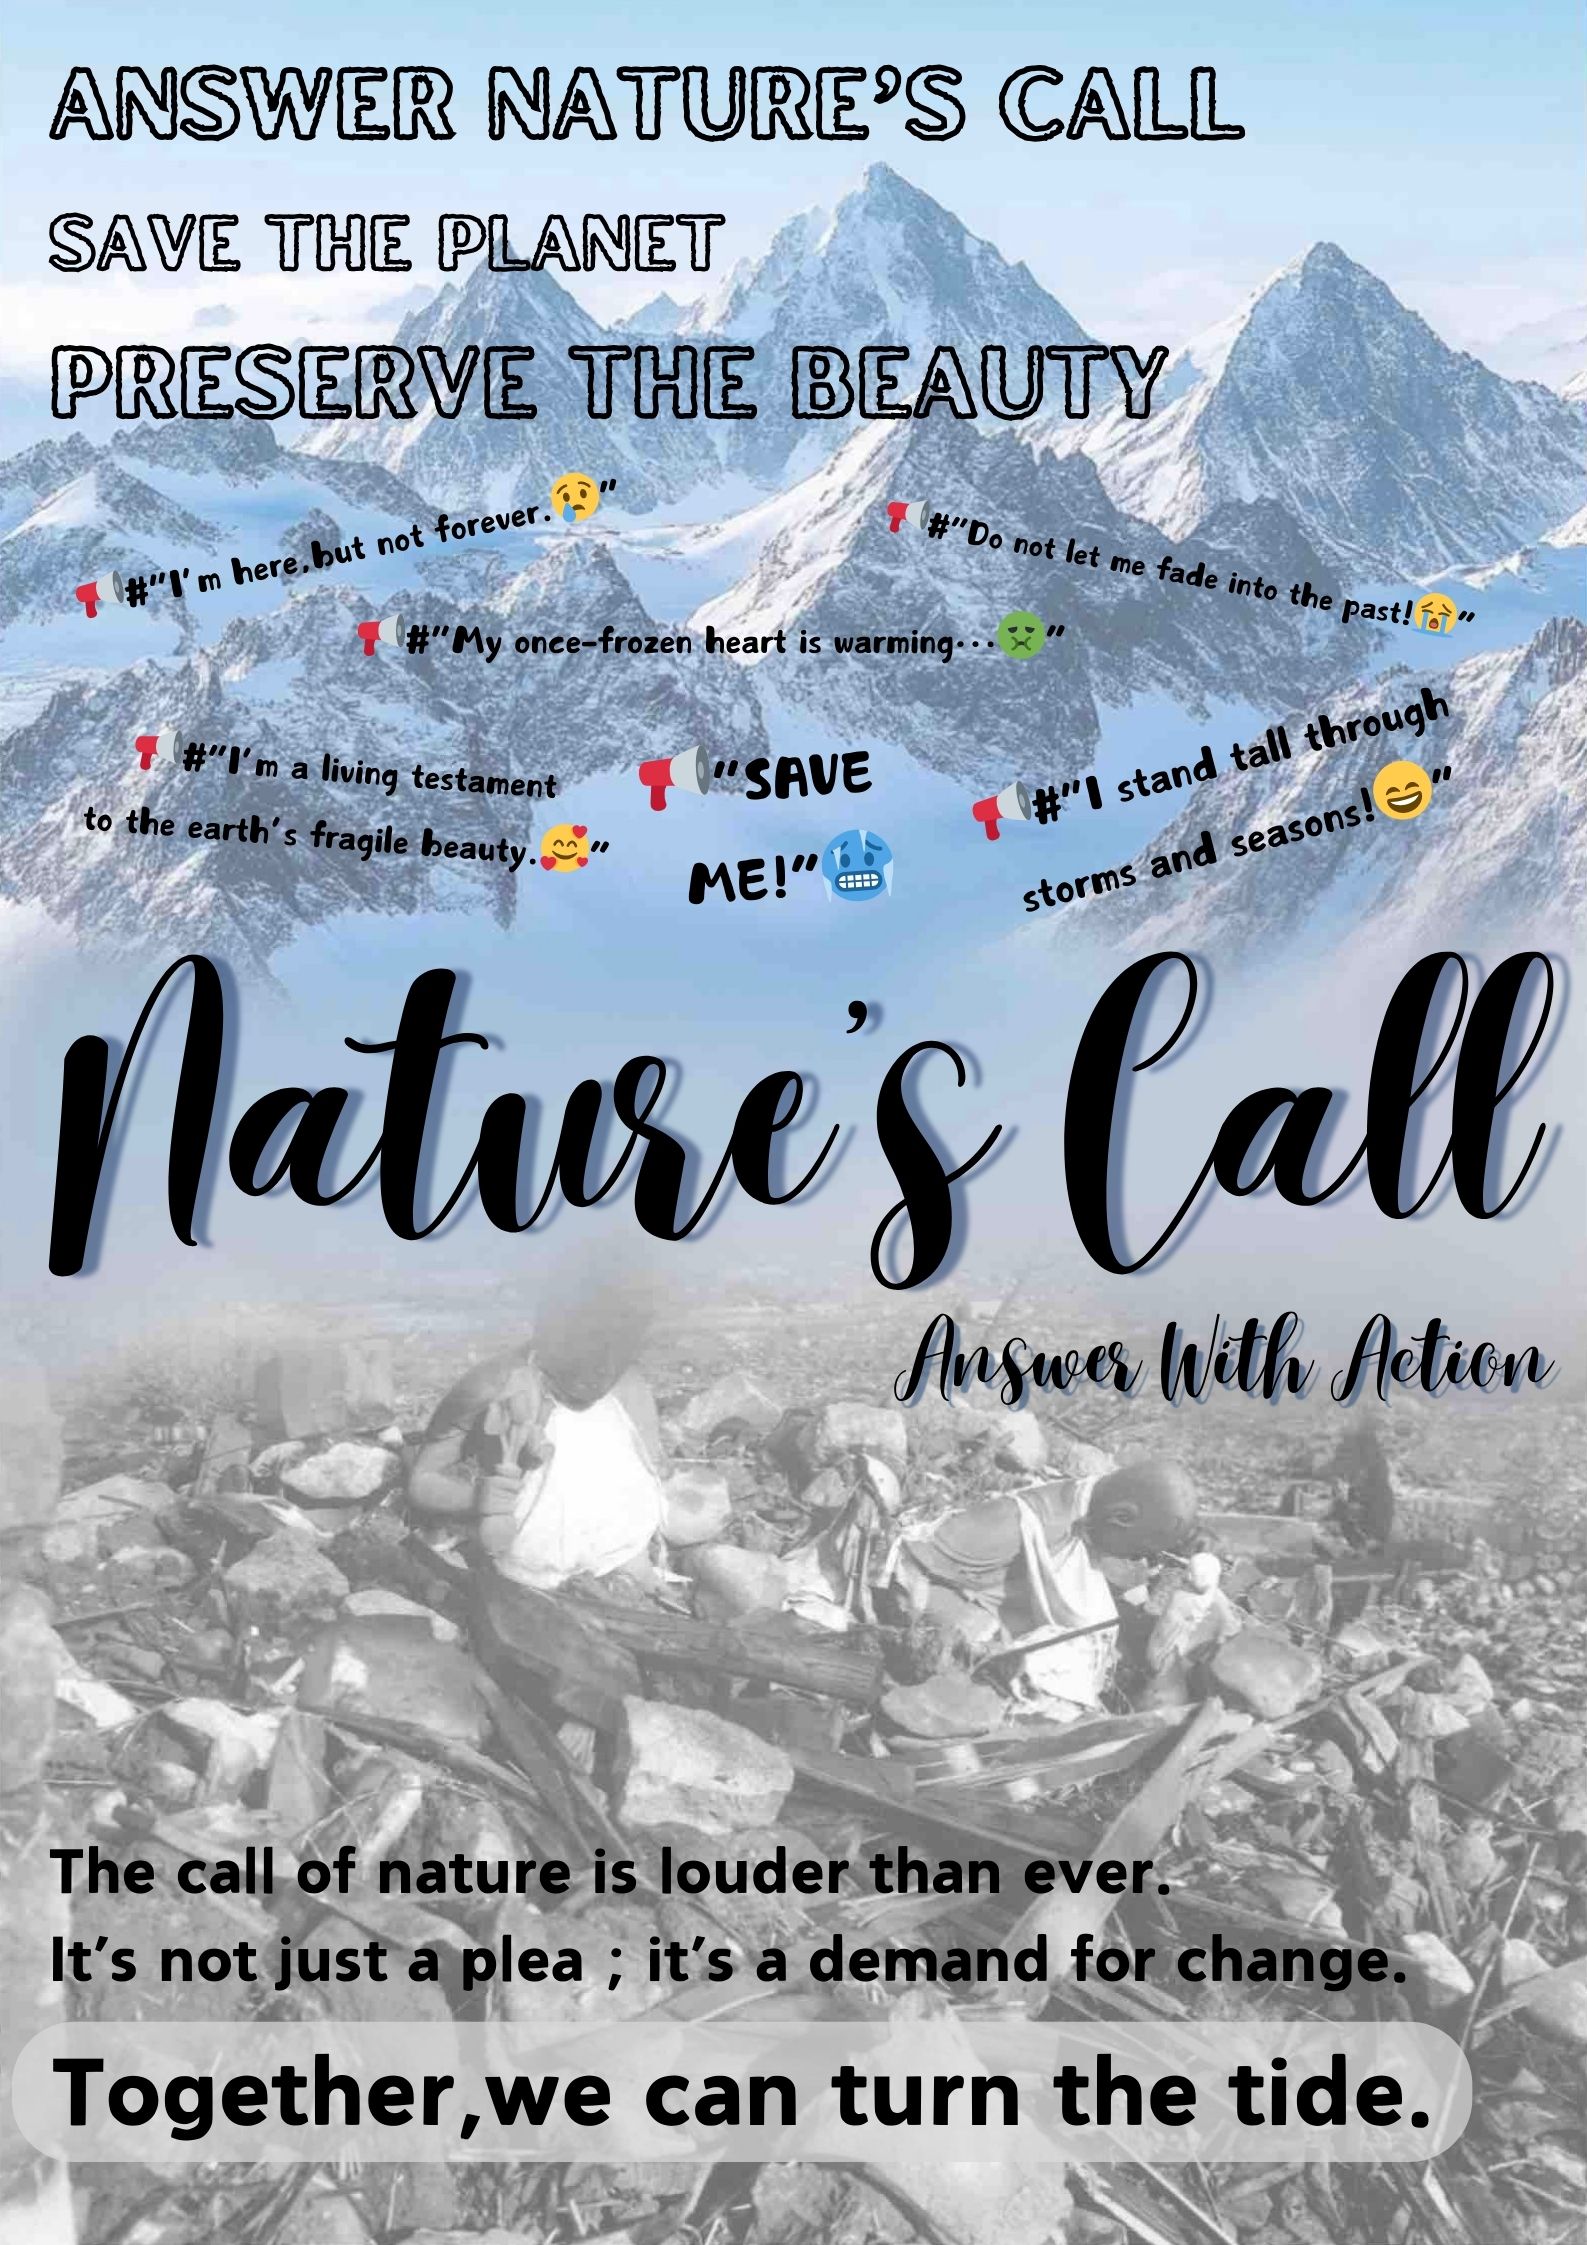 ANSWER NATURE'S CALL
SAVE THE PLANET
PRESERVE THE BEAUTY
📢#"I'm here,but not forever.😢"
📢#"Do not let me fade into the past!😭"
📢#"My once-frozen heart is warming…🤢"
📢#"I'm a living testament
to the earth's fragile beauty.🥰"
📢"SAVE
ME!"🥶
📢#"I stand tall through
storms and seasons!😄"
Nature's Call
Answer With Action
The call of nature is louder than ever.
It's not just a plea ; it's a demand for change.
Together,we can turn the tide.